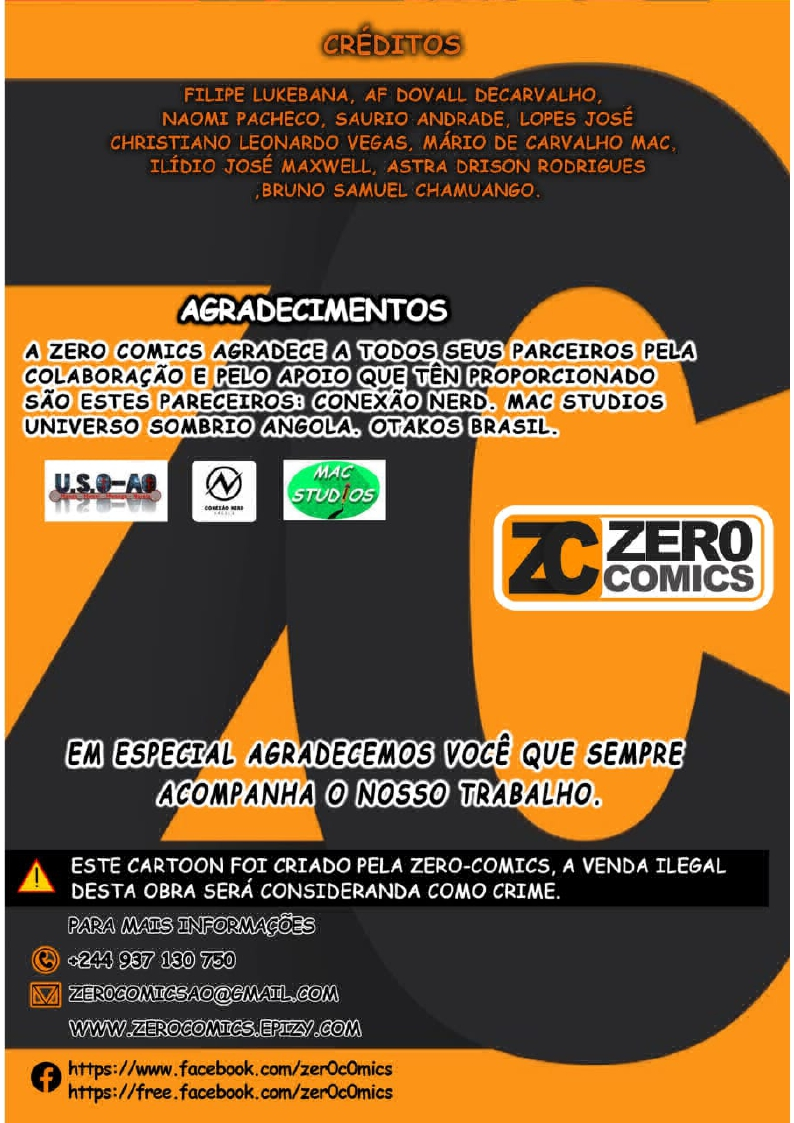 CRÉDITOS
FILIPE LUKEBANA, AF DOVALL DECARVALHO,
NAOMI PACHECO, SAURIO ANDRADE, LOPES JOSÉ
CHRISTIANO LEONARDO VEGAS, MÁRIO DE CARVALHO MAC,
ILÍDIO JOSÉ MAXWELL, ASTRA DRISON RODRIGUES
,BRUNO SAMUEL CHAMUANGO.
AGRADECIMENTOS
A ZERO COMICS AGRADECE A TODOS SEUS PARCEIROS PELA
COLABORAÇÃO E PELO APOIO QUE TÊN PROPORCIONADO
SÃO ESTES PARECEIROS: CONEXÃO NERD. MAC STUDIOS
UNIVERSO SOMBRIO ANGOLA. OTAKOS BRASIL.
U.S.O-AO
CONEXÃO NERD
MAC
STUDIOS
ZC ZERO
COMICS
EM ESPECIAL AGRADECEMOS VOCÊ QUE SEMPRE
ACOMPANHA O NOSSO TRABALHO.
ESTE CARTOON FOI CRIADO PELA ZERO-COMICS, A VENDA ILEGAL
DESTA OBRA SERÁ CONSIDERANDA COMO CRIME.
PARA MAIS INFORMAÇÕES
+244 937 130 750
ZER0COMICSAO@GMAIL.COM
WWW.ZEROCOMICS.EPIZY.COM
https://www.facebook.com/zer0c0mics
https://free.facebook.com/zer0c0mics